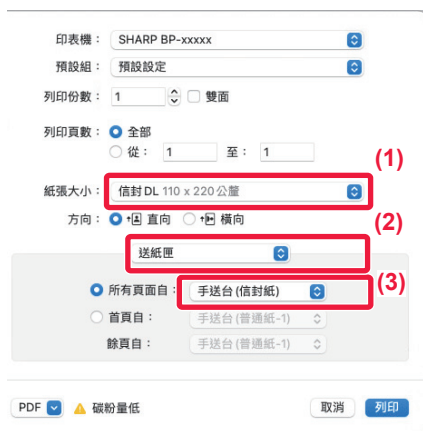 印表機： SHARP BP-xxxxx
預設組： 預設設定
列印份數： 1 雙面
列印頁數： 全部
從： 1 至： 1
(1)
紙張大小： 信封 DL 110 x 220 公釐
方向： 直向 橫向
(2)
送紙匣
所有頁面自： 手送台 (信封紙)
(3)
首頁自： 手送台 (普通紙-1)
餘頁自： 手送台 (普通紙-1)
PDF 碳粉量低 取消 列印